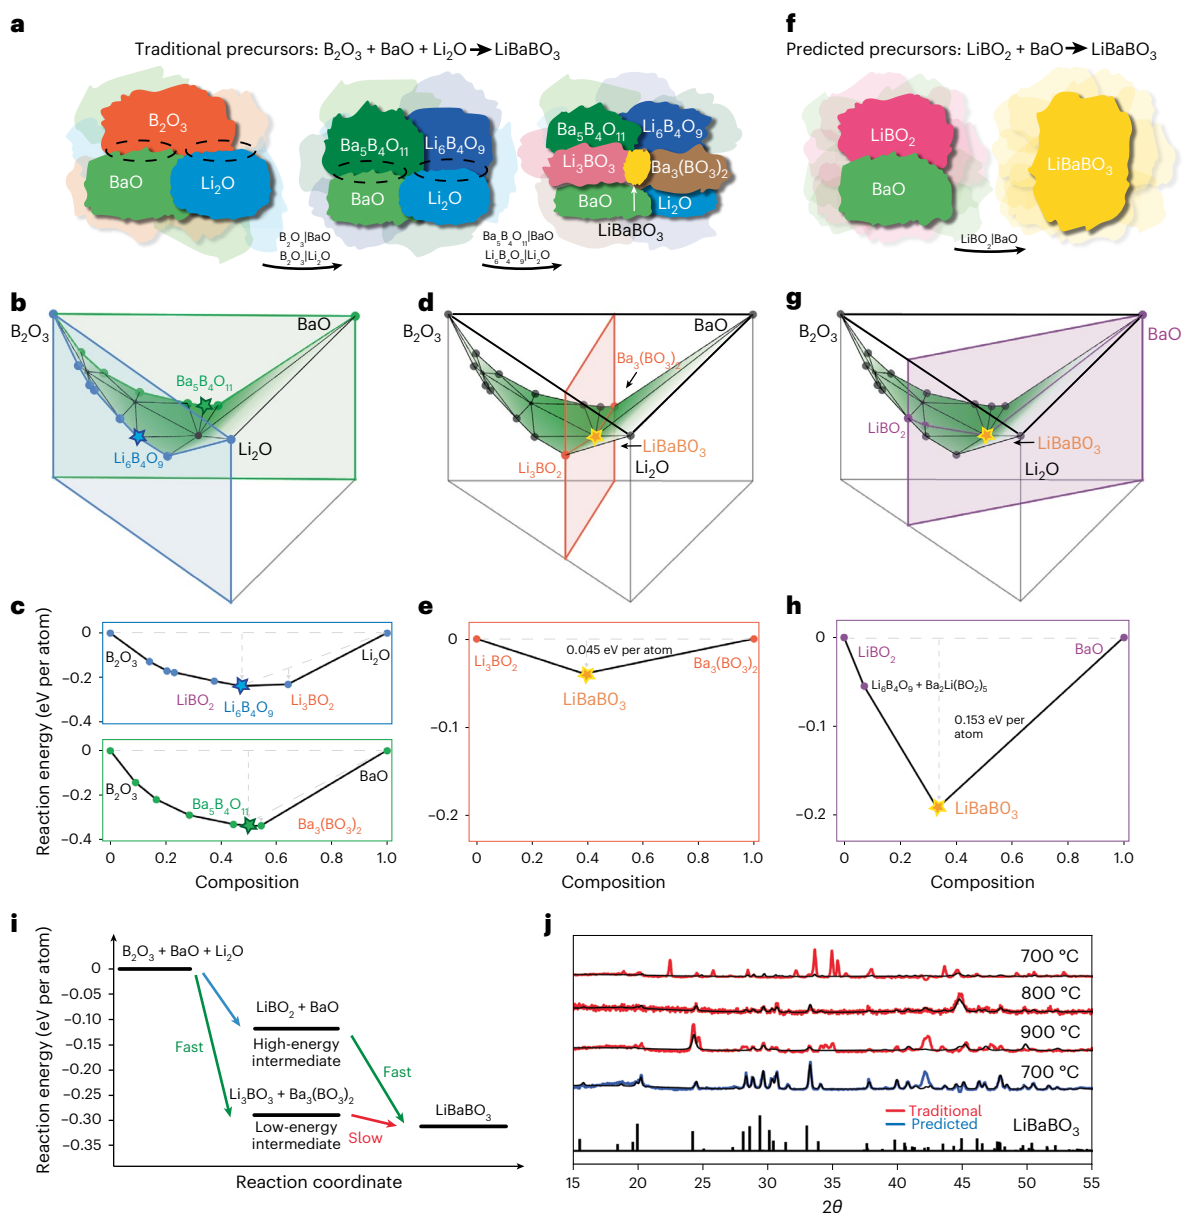 a
Traditional precursors: B₂O₃ + BaO + Li₂O → LiBaBO₃
B₂O₃
BaO
Li₂O
B₂O₃|BaO
B₂O₃|Li₂O
Ba₅B₄O₁₁
Li₆B₄O₉
BaO
Li₂O
Ba₅B₄O₁₁|BaO
Li₆B₄O₉|Li₂O
Ba₅B₄O₁₁
Li₆B₄O₉
Li₃BO₃
Ba₃(BO₃)₂
BaO
Li₂O
LiBaBO₃
f
Predicted precursors: LiBO₂ + BaO → LiBaBO₃
LiBO₂
BaO
LiBaBO₃
LiBO₂|BaO
b
B₂O₃
BaO
Ba₅B₄O₁₁
Li₆B₄O₉
Li₂O
d
B₂O₃
BaO
Ba₃(BO₃)₂
LiBaBO₃
Li₃BO₂
Li₂O
g
B₂O₃
BaO
LiBO₂
LiBaBO₃
Li₂O
c
Reaction energy (eV per atom)
0
−0.2
−0.4
B₂O₃
LiBO₂
Li₆B₄O₉
Li₃BO₂
Li₂O
0
−0.2
−0.4
B₂O₃
Ba₅B₄O₁₁
Ba₃(BO₃)₂
BaO
0 0.2 0.4 0.6 0.8 1.0
Composition
e
0
−0.1
−0.2
0.045 eV per atom
Li₃BO₂
Ba₃(BO₃)₂
LiBaBO₃
0 0.2 0.4 0.6 0.8 1.0
Composition
h
0
−0.1
−0.2
LiBO₂
BaO
Li₆B₄O₉ + Ba₂Li(BO₂)₅
0.153 eV per
atom
LiBaBO₃
0 0.2 0.4 0.6 0.8 1.0
Composition
i
Reaction energy (eV per atom)
0
−0.05
−0.10
−0.15
−0.20
−0.25
−0.30
−0.35
B₂O₃ + BaO + Li₂O
LiBO₂ + BaO
High-energy
intermediate
Fast
Fast
Li₃BO₃ + Ba₃(BO₃)₂
Low-energy
intermediate
Slow
LiBaBO₃
Reaction coordinate
j
700 °C
800 °C
900 °C
700 °C
Traditional
Predicted
LiBaBO₃
15 20 25 30 35 40 45 50 55
2θ